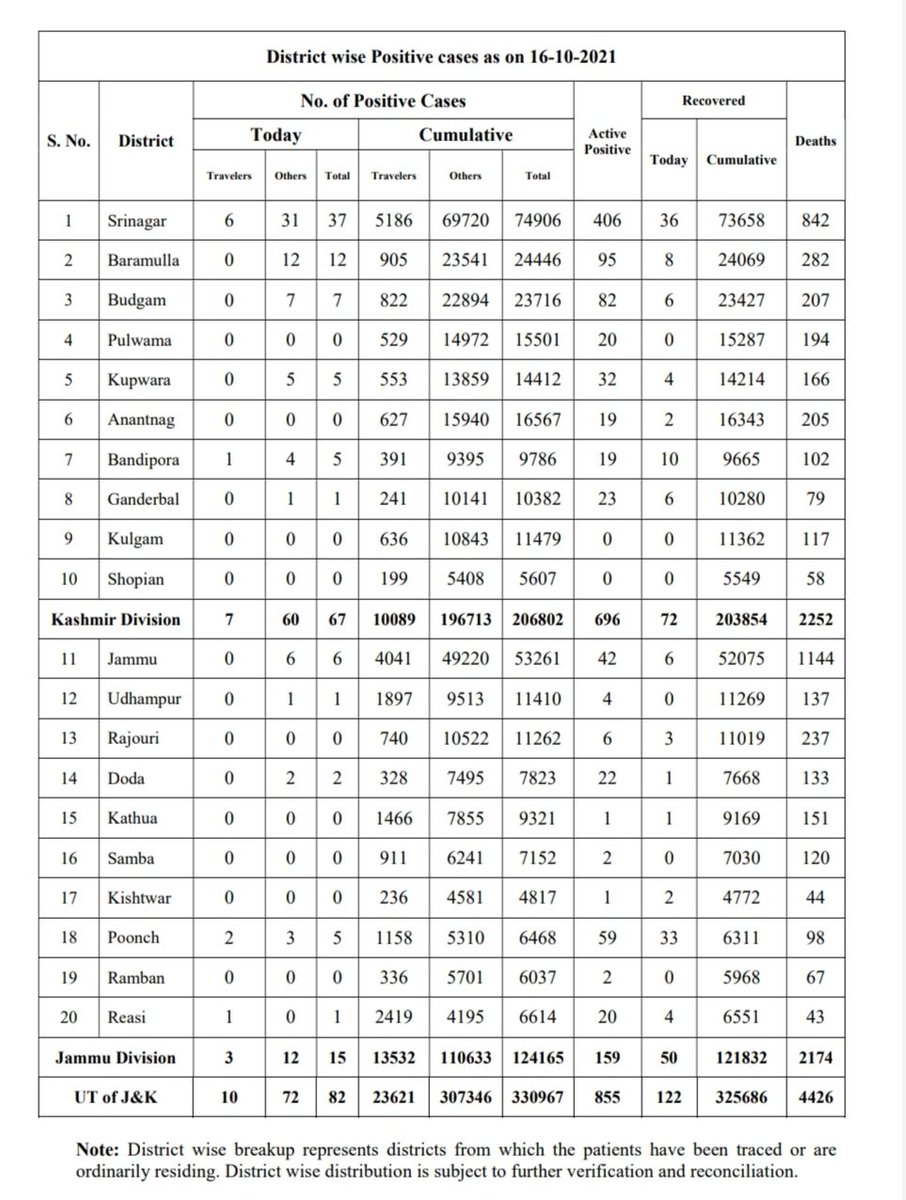 District wise Positive cases as on 16-10-2021
S. No. District No. of Positive Cases Active Positive Recovered Deaths
Today Cumulative Today Cumulative
Travelers Others Total Travelers Others Total
1 Srinagar 6 31 37 5186 69720 74906 406 36 73658 842
2 Baramulla 0 12 12 905 23541 24446 95 8 24069 282
3 Budgam 0 7 7 822 22894 23716 82 6 23427 207
4 Pulwama 0 0 0 529 14972 15501 20 0 15287 194
5 Kupwara 0 5 5 553 13859 14412 32 4 14214 166
6 Anantnag 0 0 0 627 15940 16567 19 2 16343 205
7 Bandipora 1 4 5 391 9395 9786 19 10 9665 102
8 Ganderbal 0 1 1 241 10141 10382 23 6 10280 79
9 Kulgam 0 0 0 636 10843 11479 0 0 11362 117
10 Shopian 0 0 0 199 5408 5607 0 0 5549 58
Kashmir Division 7 60 67 10089 196713 206802 696 72 203854 2252
11 Jammu 0 6 6 4041 49220 53261 42 6 52075 1144
12 Udhampur 0 1 1 1897 9513 11410 4 0 11269 137
13 Rajouri 0 0 0 740 10522 11262 6 3 11019 237
14 Doda 0 2 2 328 7495 7823 22 1 7668 133
15 Kathua 0 0 0 1466 7855 9321 1 1 9169 151
16 Samba 0 0 0 911 6241 7152 2 0 7030 120
17 Kishtwar 0 0 0 236 4581 4817 1 2 4772 44
18 Poonch 2 3 5 1158 5310 6468 59 33 6311 98
19 Ramban 0 0 0 336 5701 6037 2 0 5968 67
20 Reasi 1 0 1 2419 4195 6614 20 4 6551 43
Jammu Division 3 12 15 13532 110633 124165 159 50 121832 2174
UT of J&K 10 72 82 23621 307346 330967 855 122 325686 4426
Note: District wise breakup represents districts from which the patients have been traced or are
ordinarily residing. District wise distribution is subject to further verification and reconciliation.